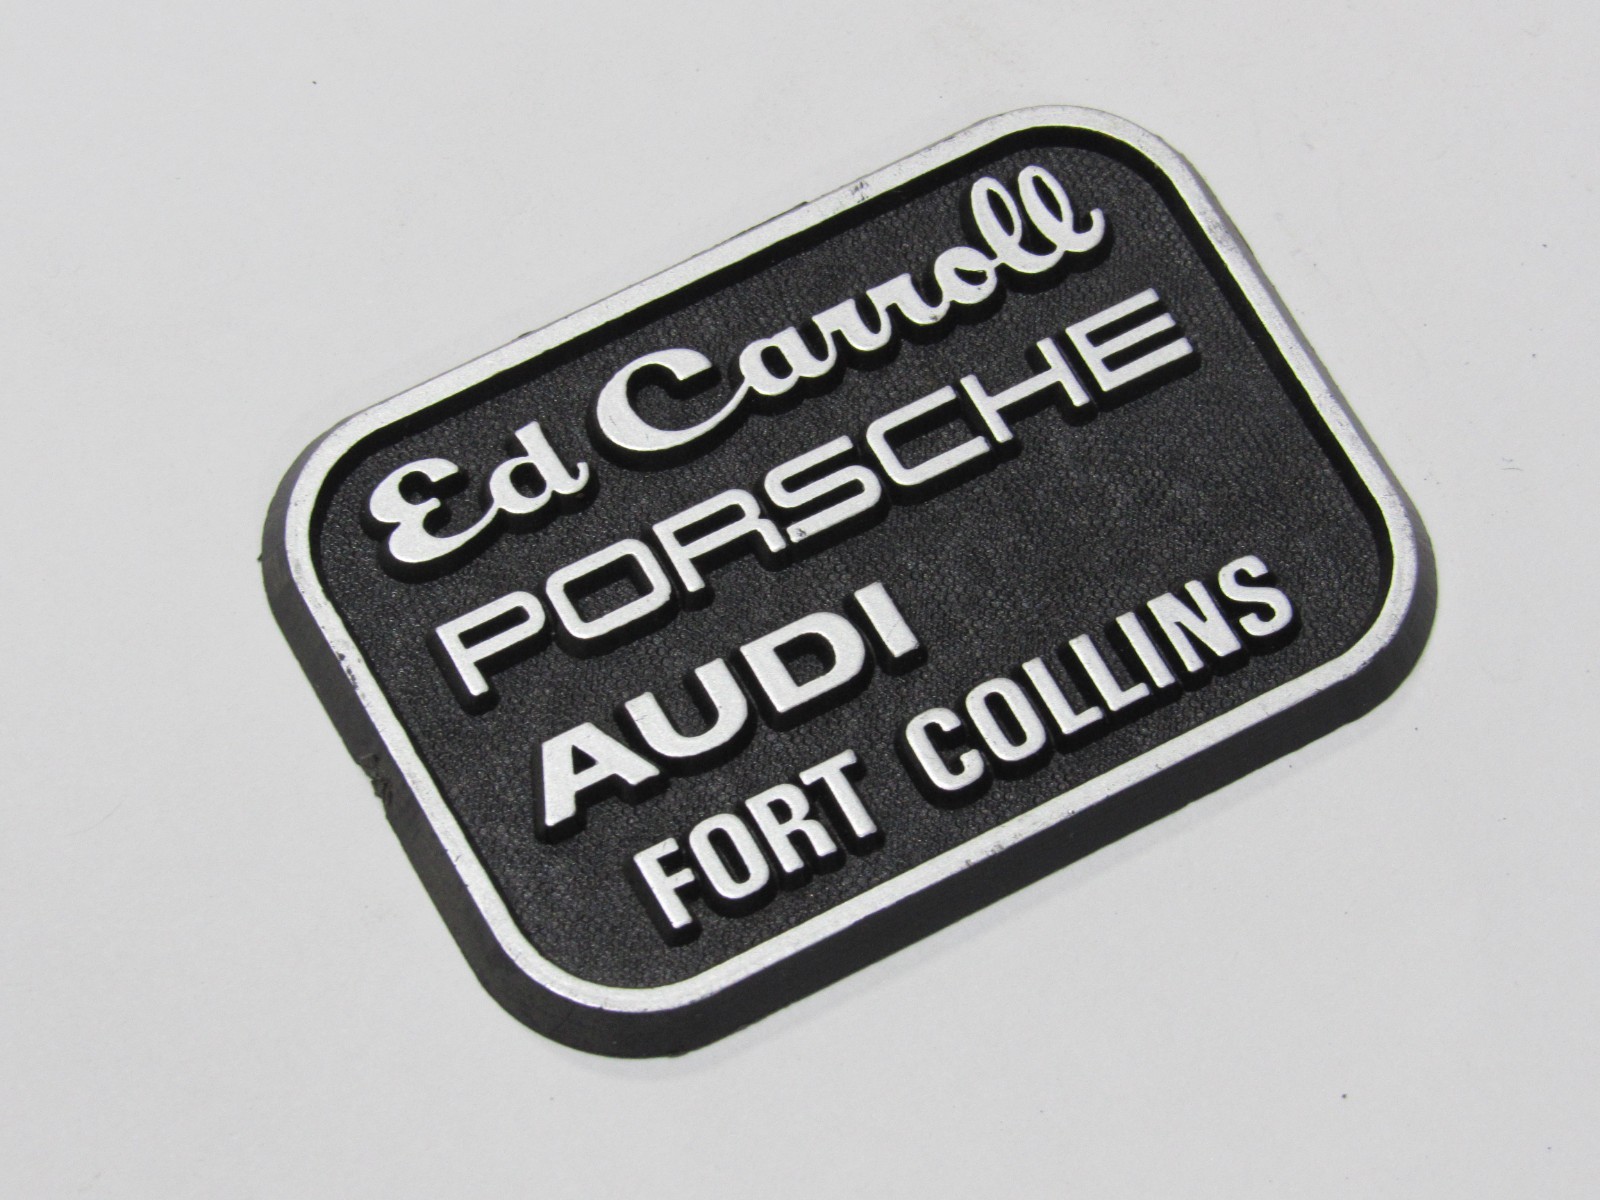 Ed Carroll
PORSCHE
AUDI
FORT COLLINS